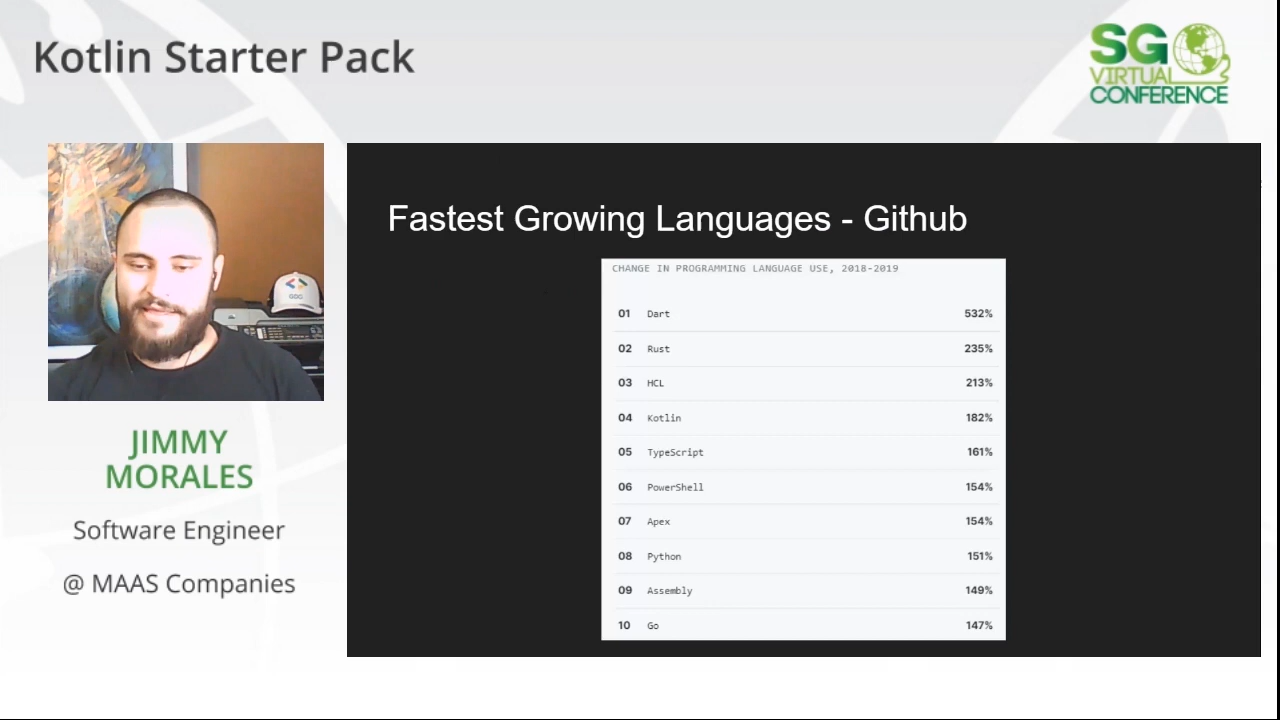 Kotlin Starter Pack
SG
VIRTUAL
CONFERENCE
GDG
JIMMY
MORALES
Software Engineer
@ MAAS Companies
Fastest Growing Languages - Github
CHANGE IN PROGRAMMING LANGUAGE USE, 2018-2019
01 Dart 532%
02 Rust 235%
03 HCL 213%
04 Kotlin 182%
05 TypeScript 161%
06 PowerShell 154%
07 Apex 154%
08 Python 151%
09 Assembly 149%
10 Go 147%